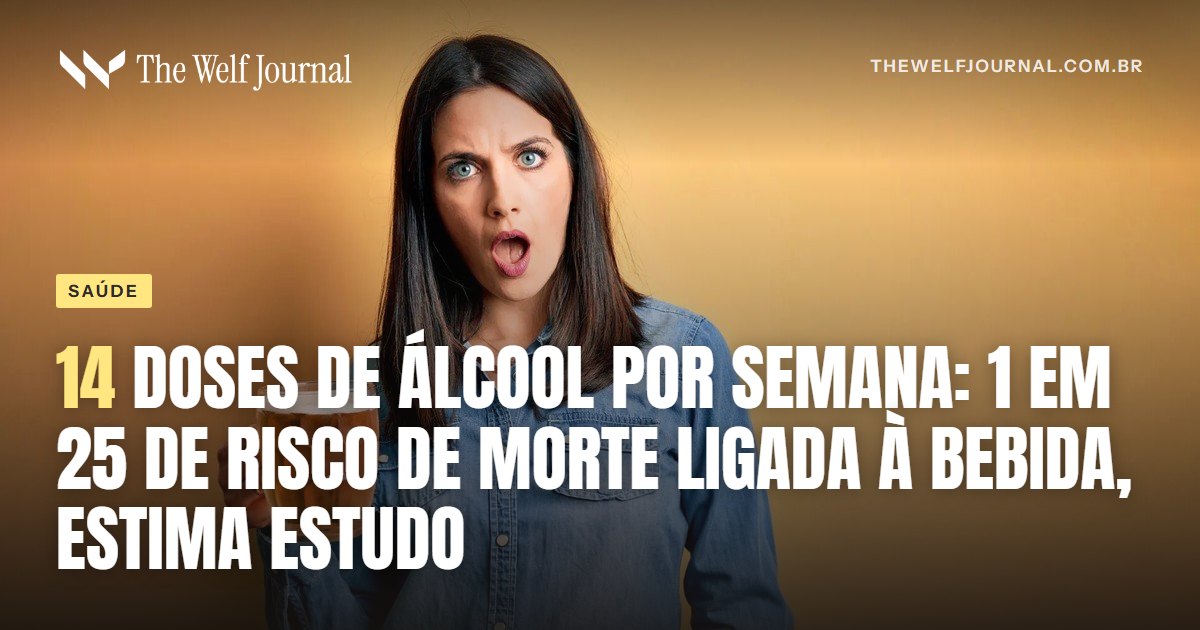 The Welf Journal
THEWELFJOURNAL.COM.BR
SAÚDE
14 DOSES DE ÁLCOOL POR SEMANA: 1 EM
25 DE RISCO DE MORTE LIGADA À BEBIDA,
ESTIMA ESTUDO